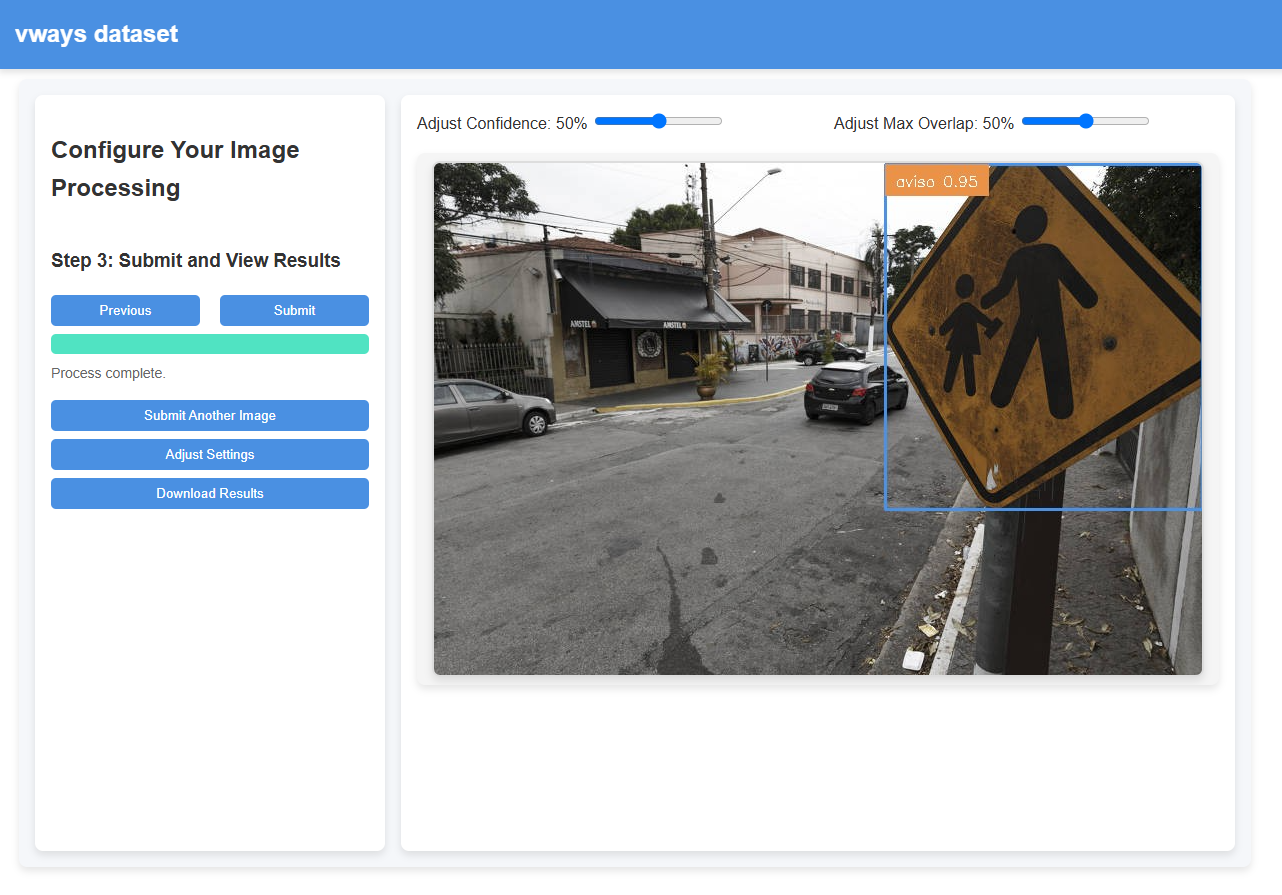 vways dataset
Configure Your Image
Processing
Step 3: Submit and View Results
Previous
Submit
Process complete.
Submit Another Image
Adjust Settings
Download Results
Adjust Confidence: 50%
Adjust Max Overlap: 50%
aviso 0.95
AMSTEL
AMSTEL